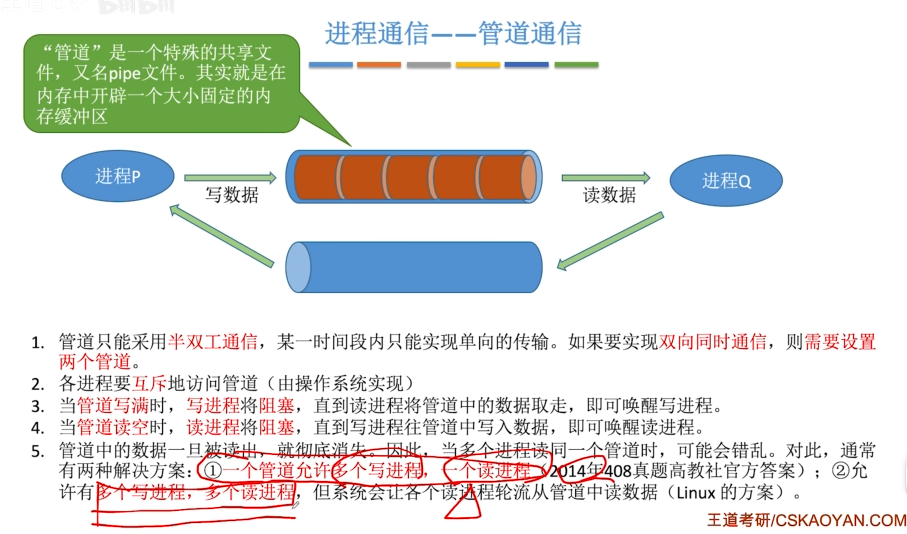 进程通信——管道通信
“管道”是一个特殊的共享文
件，又名pipe文件。其实就是在
内存中开辟一个大小固定的内
存缓冲区
进程P
写数据
读数据
进程Q
1. 管道只能采用半双工通信，某一时间段内只能实现单向的传输。如果要实现双向同时通信，则需要设置
两个管道。
2. 各进程要互斥地访问管道（由操作系统实现）
3. 当管道写满时，写进程将阻塞，直到读进程将管道中的数据取走，即可唤醒写进程。
4. 当管道读空时，读进程将阻塞，直到写进程往管道中写入数据，即可唤醒读进程。
5. 管道中的数据一旦被读出，就彻底消失。因此，当多个进程读同一个管道时，可能会错乱。对此，通常
有两种解决方案：①一个管道允许多个写进程，一个读进程（2014年408真题高教社官方答案）；②允
许有多个写进程，多个读进程，但系统会让各个读进程轮流从管道中读数据（Linux 的方案）。
王道考研/CSKAOYAN.COM